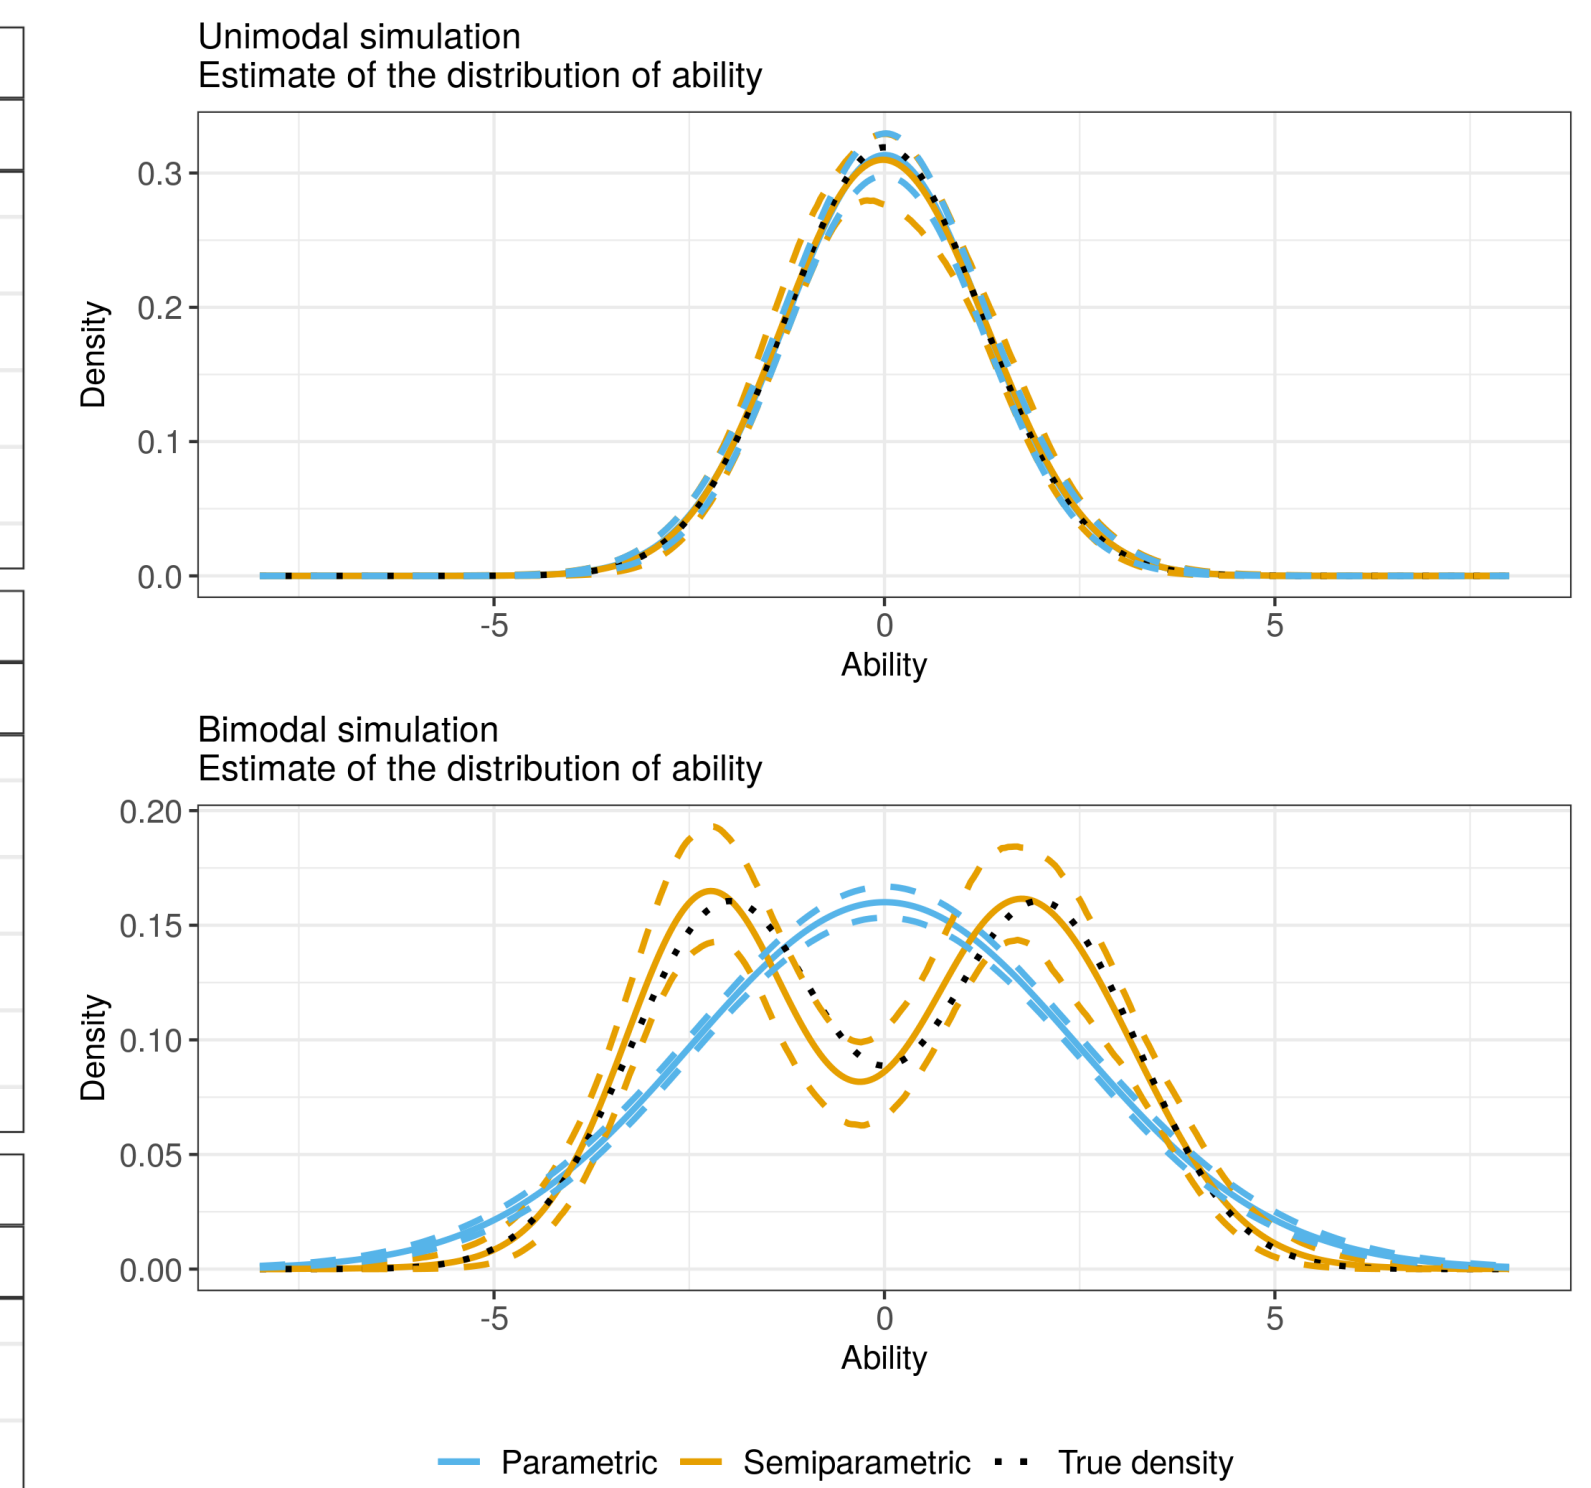 Unimodal simulation
Estimate of the distribution of ability
0.3
0.2
0.1
0.0
Density
-5 0 5
Ability
Bimodal simulation
Estimate of the distribution of ability
0.20
0.15
0.10
0.05
0.00
Density
-5 0 5
Ability
Parametric Semiparametric True density